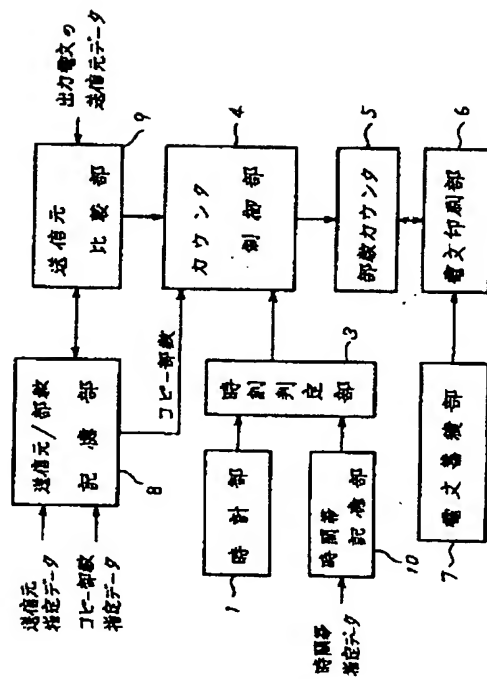 送信元
指定データ
コピー部数
指定データ
送信元/部数
記憶部
8
送信元
比較部
9
出力電文の
送信元データ
コピー部数
カウンタ
制御部
4
時計部
1
時間帯
指定データ
時間帯
記憶部
10
時刻判定
部
3
部数カウンタ
5
電文蓄積部
7
電文印刷部
6